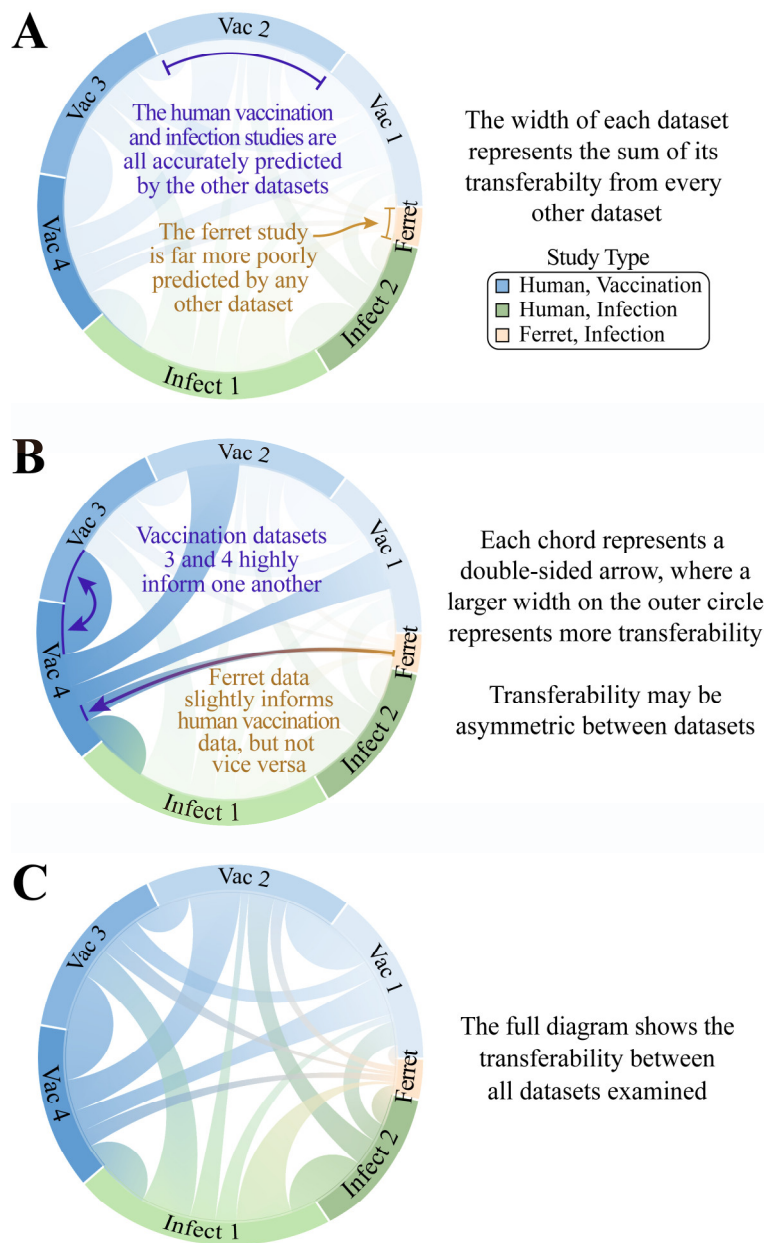 A
Vac 2
Vac 3
Vac 1
The human vaccination
and infection studies are
all accurately predicted
by the other datasets
Vac 4
The ferret study
is far more poorly
predicted by any
other dataset
Ferret
Infect 2
Infect 1
The width of each dataset
represents the sum of its
transferabilty from every
other dataset
Study Type
Human, Vaccination
Human, Infection
Ferret, Infection
B
Vac 2
Vac 3
Vac 1
Vaccination datasets
3 and 4 highly
inform one another
Vac 4
Ferret
Ferret data
slightly informs
human vaccination
data, but not
vice versa
Infect 2
Infect 1
Each chord represents a
double-sided arrow, where a
larger width on the outer circle
represents more transferability
Transferability may be
asymmetric between datasets
C
Vac 2
Vac 3
Vac 1
Vac 4
Ferret
Infect 2
Infect 1
The full diagram shows the
transferability between
all datasets examined